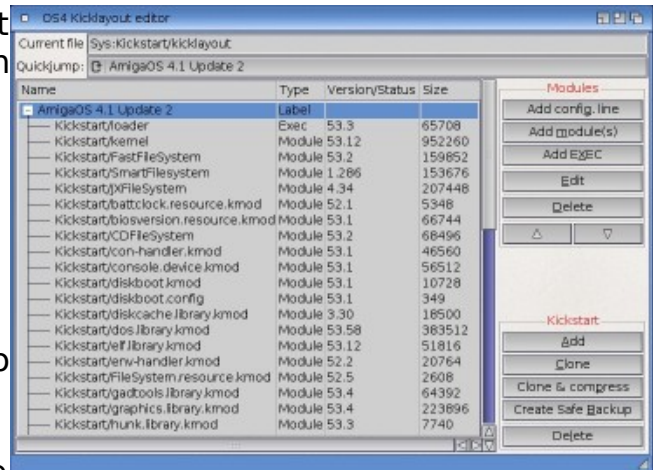 OS4 Kicklayout editor
Current file Sys:Kickstart/kicklayout
Quickjump: AmigaOS 4.1 Update 2
Name Type Version/Status Size
AmigaOS 4.1 Update 2 Label
Kickstart/loader Exec 53.3 65708
Kickstart/kernel Module 53.12 952260
Kickstart/FastFileSystem Module 53.2 159852
Kickstart/SmartFilesystem Module 1.286 153676
Kickstart/JXFileSystem Module 4.34 207448
Kickstart/battclock.resource.kmod Module 52.1 5348
Kickstart/biosversion.resource.kmod Module 53.1 66744
Kickstart/CDFileSystem Module 53.2 68496
Kickstart/con-handler.kmod Module 53.1 46560
Kickstart/console.device.kmod Module 53.1 56512
Kickstart/diskboot.kmod Module 53.1 10728
Kickstart/diskboot.config Module 53.1 349
Kickstart/diskcache.library.kmod Module 3.30 18500
Kickstart/dos.library.kmod Module 53.58 383512
Kickstart/elf.library.kmod Module 53.12 51816
Kickstart/env-handler.kmod Module 52.2 20764
Kickstart/FileSystem.resource.kmod Module 52.5 2608
Kickstart/gadtools.library.kmod Module 53.4 64392
Kickstart/graphics.library.kmod Module 53.4 223896
Kickstart/hunk.library.kmod Module 53.3 7740
Modules
Add config. line
Add module(s)
Add EXEC
Edit
Delete
Kickstart
Add
Clone
Clone & compress
Create Safe Backup
Delete